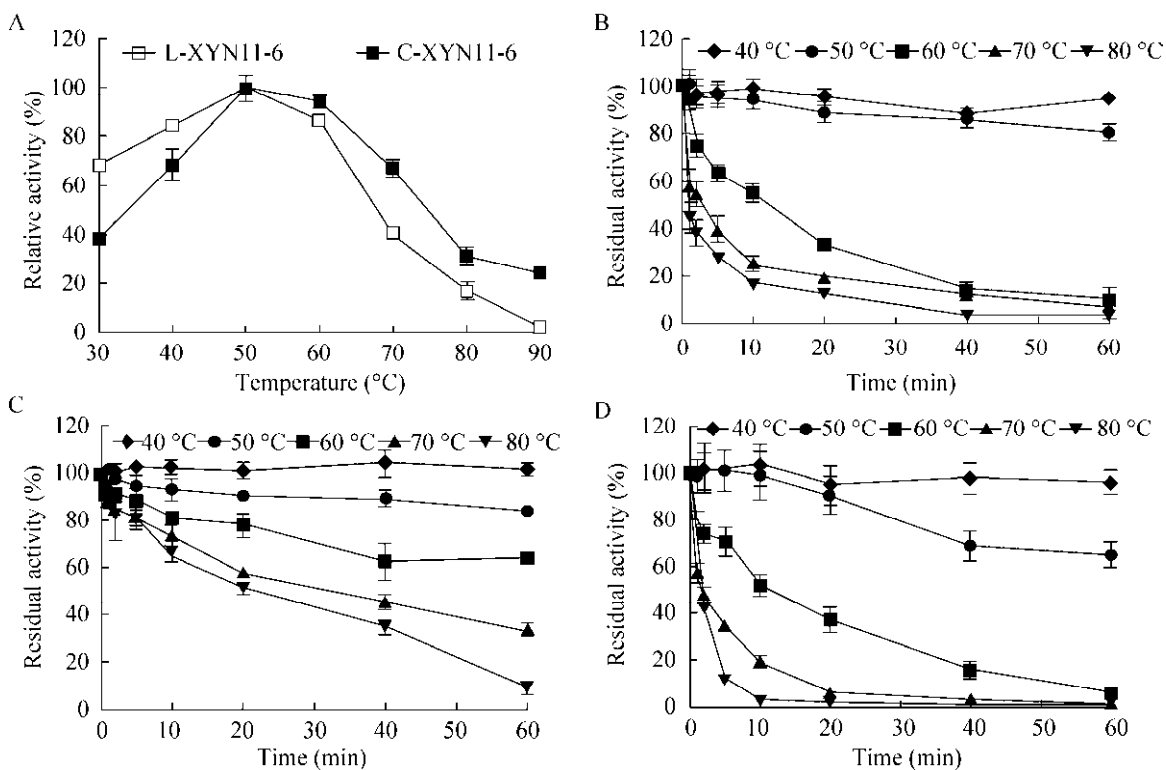 A
L-XYN11-6 C-XYN11-6
Relative activity (%)
120
100
80
60
40
20
0
30 40 50 60 70 80 90
Temperature (°C)
B
40 °C 50 °C 60 °C 70 °C 80 °C
Residual activity (%)
120
100
80
60
40
20
0
0 10 20 30 40 50 60
Time (min)
C
40 °C 50 °C 60 °C 70 °C 80 °C
Residual activity (%)
120
100
80
60
40
20
0
0 10 20 30 40 50 60
Time (min)
D
40 °C 50 °C 60 °C 70 °C 80 °C
Residual activity (%)
120
100
80
60
40
20
0
0 10 20 30 40 50 60
Time (min)